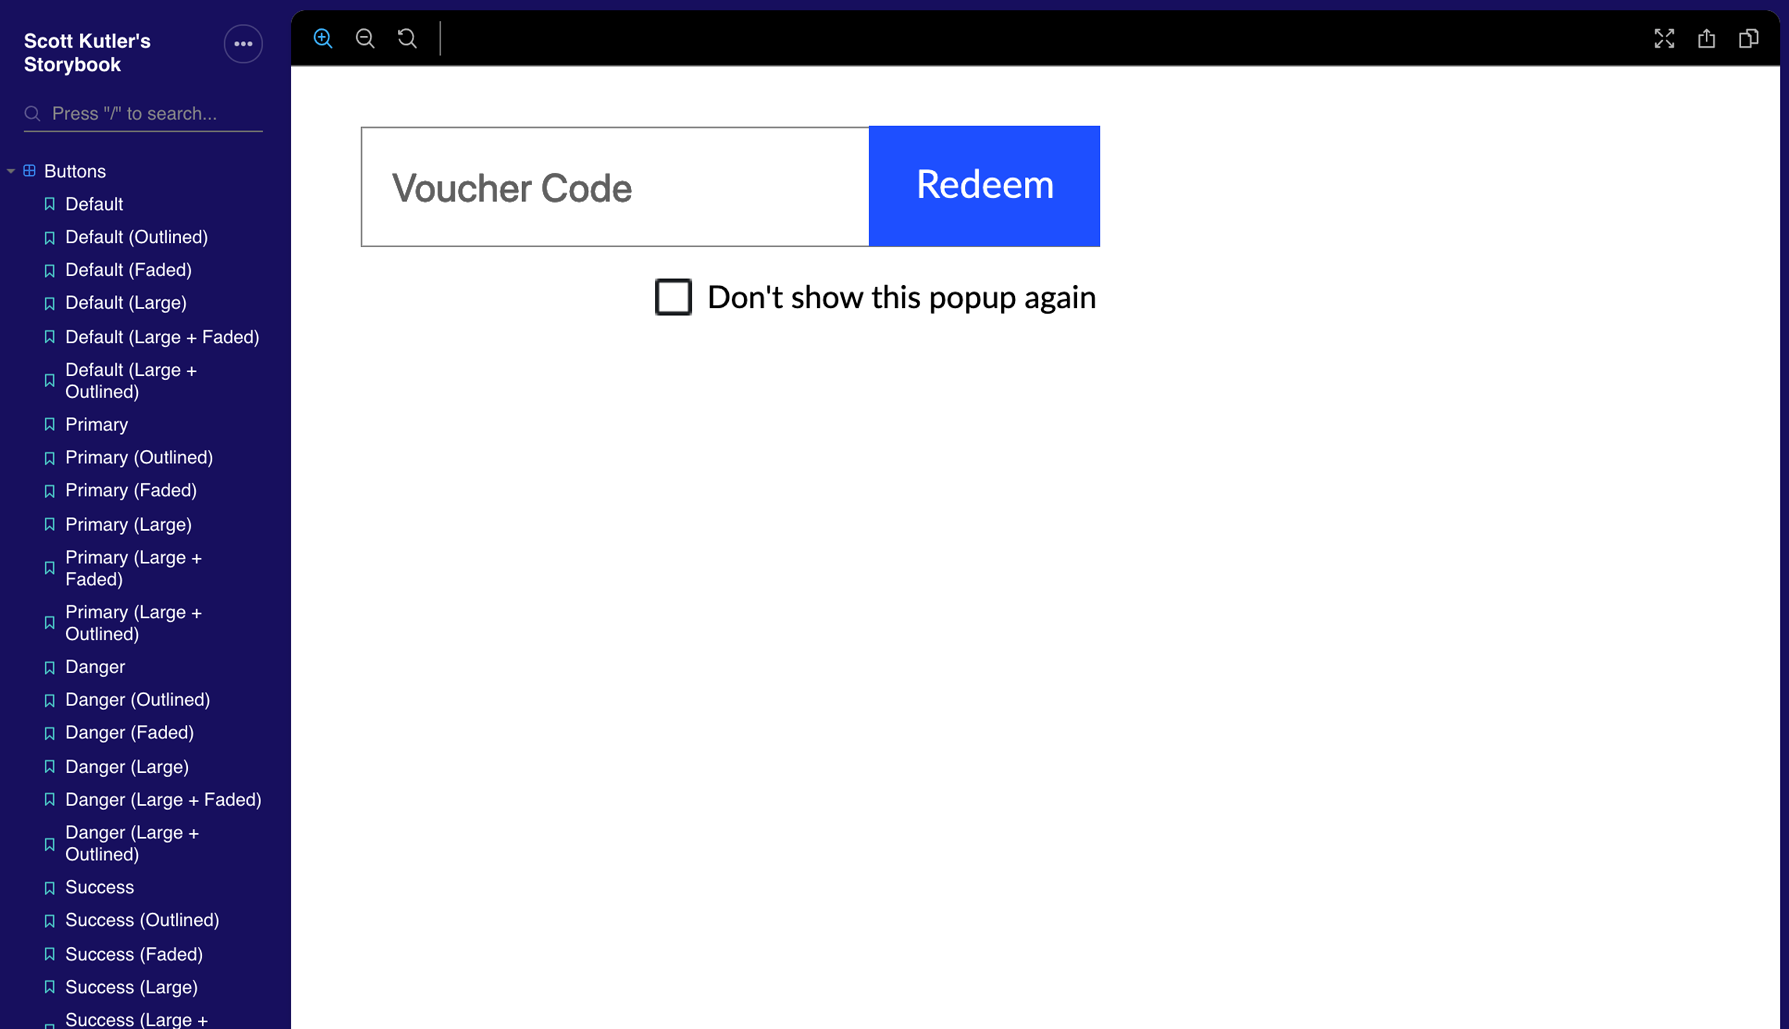 Scott Kutler's
Storybook
Press "/" to search...
Buttons
Default
Default (Outlined)
Default (Faded)
Default (Large)
Default (Large + Faded)
Default (Large +
Outlined)
Primary
Primary (Outlined)
Primary (Faded)
Primary (Large)
Primary (Large +
Faded)
Primary (Large +
Outlined)
Danger
Danger (Outlined)
Danger (Faded)
Danger (Large)
Danger (Large + Faded)
Danger (Large +
Outlined)
Success
Success (Outlined)
Success (Faded)
Success (Large)
Success (Large +
Voucher Code
Redeem
Don't show this popup again